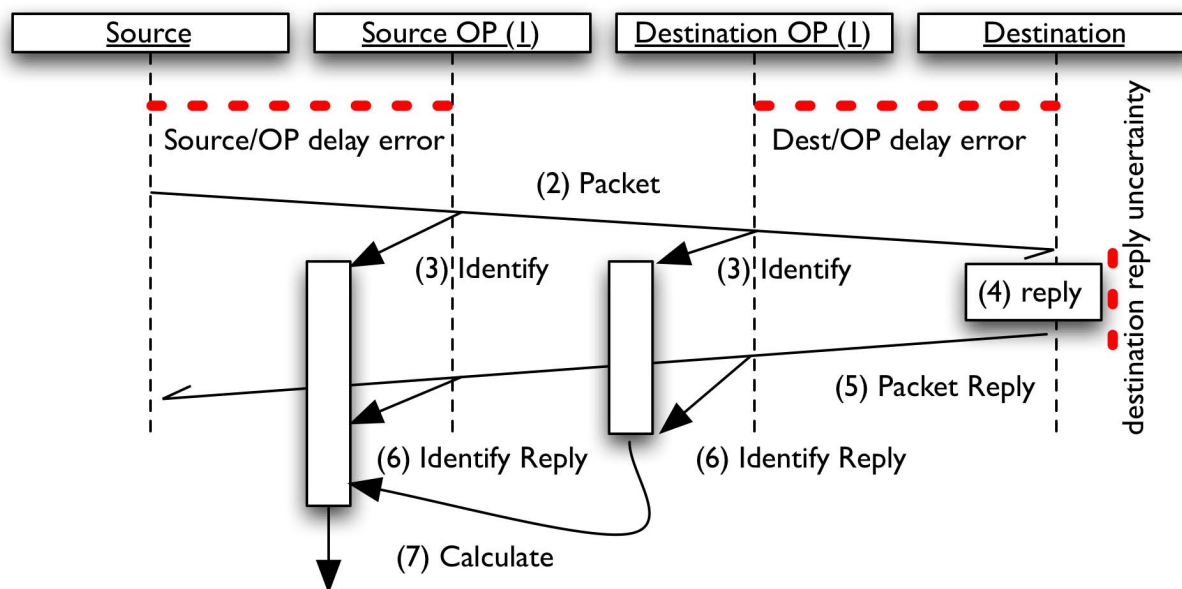 Source
Source OP (1)
Destination OP (1)
Destination
Source/OP delay error
Dest/OP delay error
destination reply uncertainty
(2) Packet
(3) Identify
(3) Identify
(4) reply
(5) Packet Reply
(6) Identify Reply
(6) Identify Reply
(7) Calculate